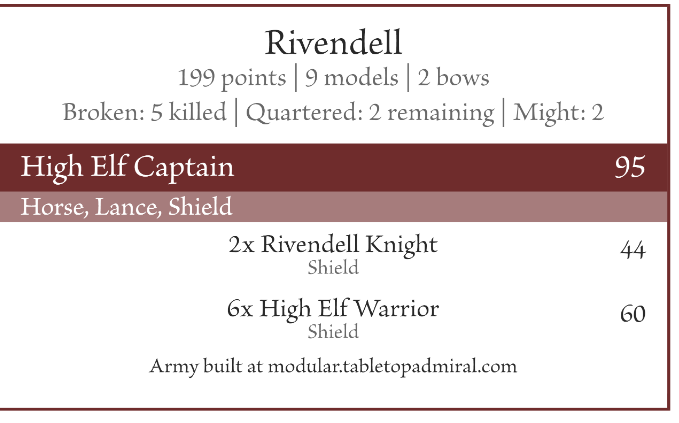 Rivendell
199 points | 9 models | 2 bows
Broken: 5 killed | Quartered: 2 remaining | Might: 2
High Elf Captain 95
Horse, Lance, Shield
2x Rivendell Knight 44
Shield
6x High Elf Warrior 60
Shield
Army built at modular.tabletopadmiral.com